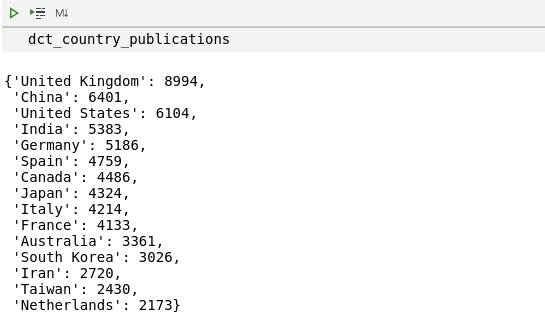 M↓
dct_country_publications
{'United Kingdom': 8994,
'China': 6401,
'United States': 6104,
'India': 5383,
'Germany': 5186,
'Spain': 4759,
'Canada': 4486,
'Japan': 4324,
'Italy': 4214,
'France': 4133,
'Australia': 3361,
'South Korea': 3026,
'Iran': 2720,
'Taiwan': 2430,
'Netherlands': 2173}